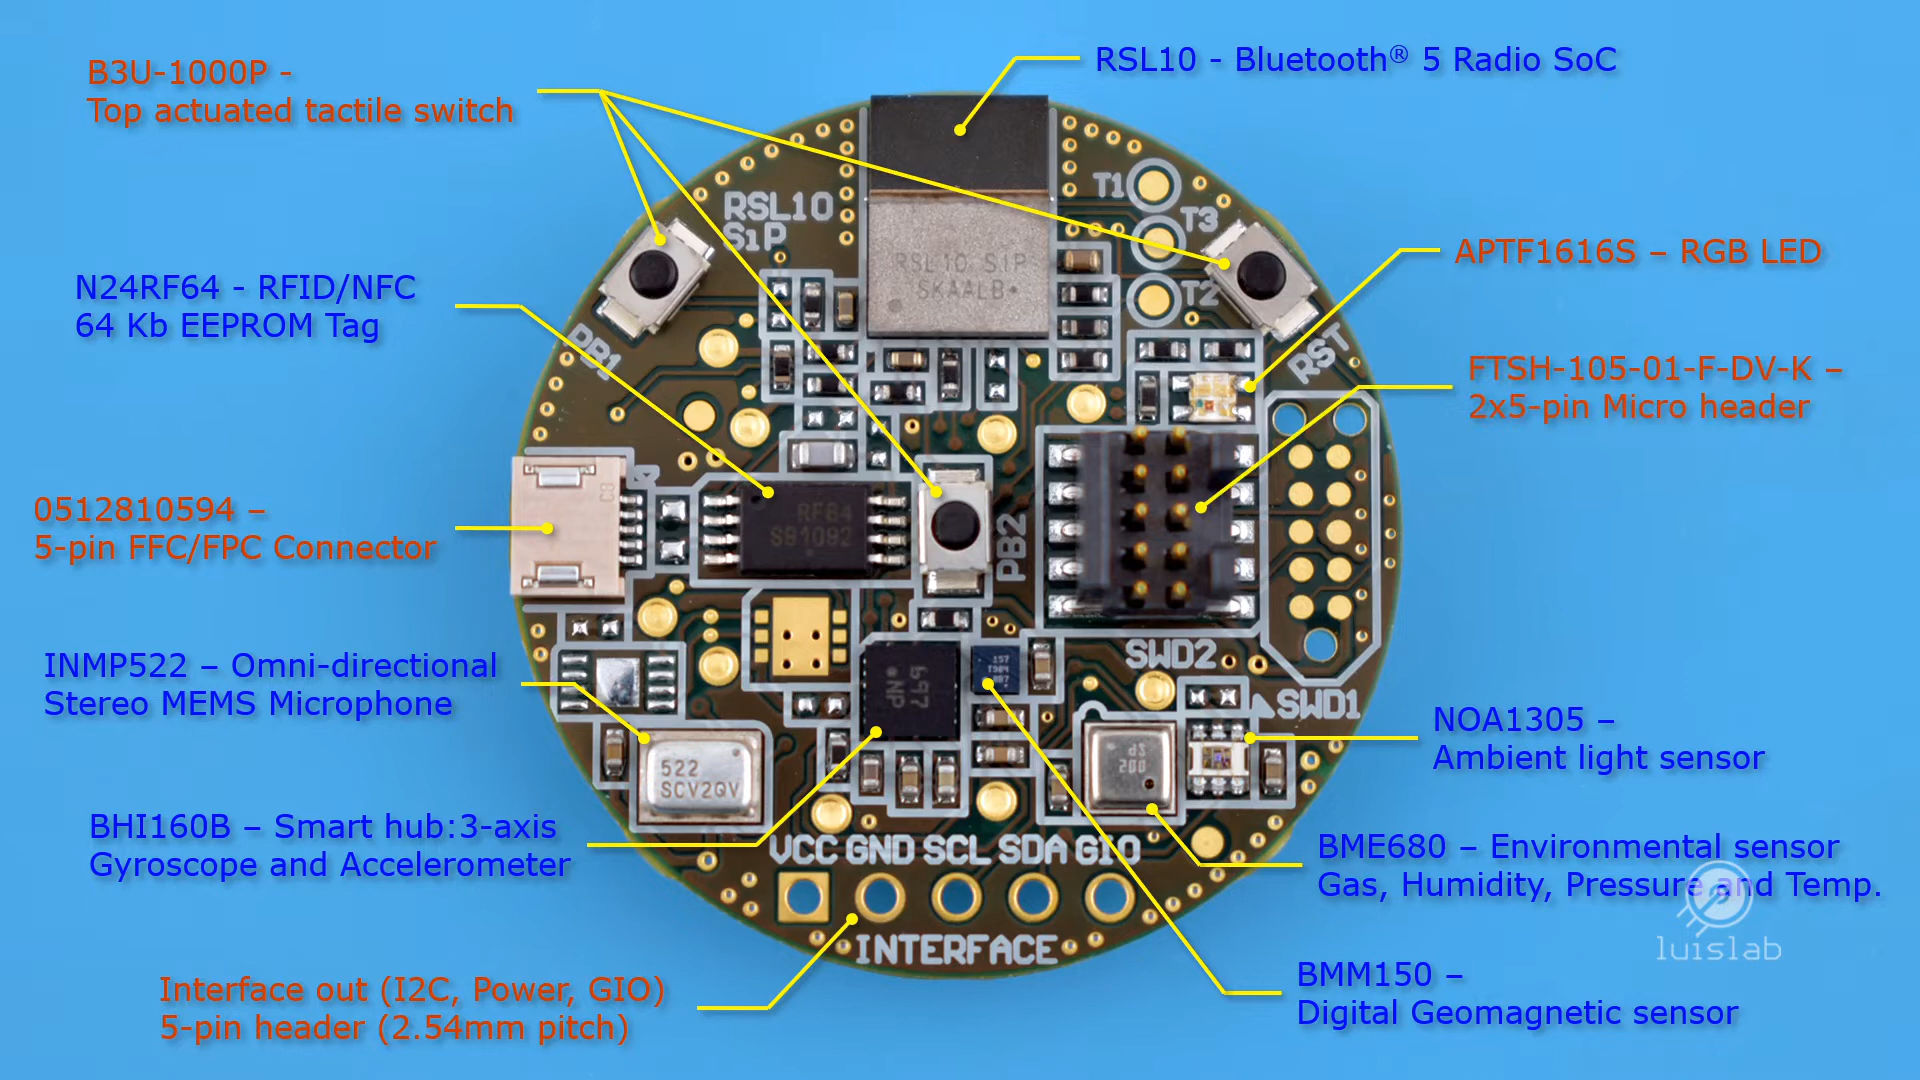 B3U-1000P -
Top actuated tactile switch
RSL10 - Bluetooth® 5 Radio SoC
N24RF64 - RFID/NFC
64 Kb EEPROM Tag
APTF1616S – RGB LED
FTSH-105-01-F-DV-K –
2x5-pin Micro header
0512810594 –
5-pin FFC/FPC Connector
INMP522 – Omni-directional
Stereo MEMS Microphone
NOA1305 –
Ambient light sensor
BHI160B – Smart hub:3-axis
Gyroscope and Accelerometer
BME680 – Environmental sensor
Gas, Humidity, Pressure and Temp.
Interface out (I2C, Power, GIO)
5-pin header (2.54mm pitch)
BMM150 –
Digital Geomagnetic sensor
luislab
RSL10
SiP
T1
T3
T2
RSL10 SIP
SKAALB
PB1
RST
RF64
SB1092
PB2
SWD2
SWD1
697
NP
522
SCV2QV
VCC GND SCL SDA GIO
INTERFACE